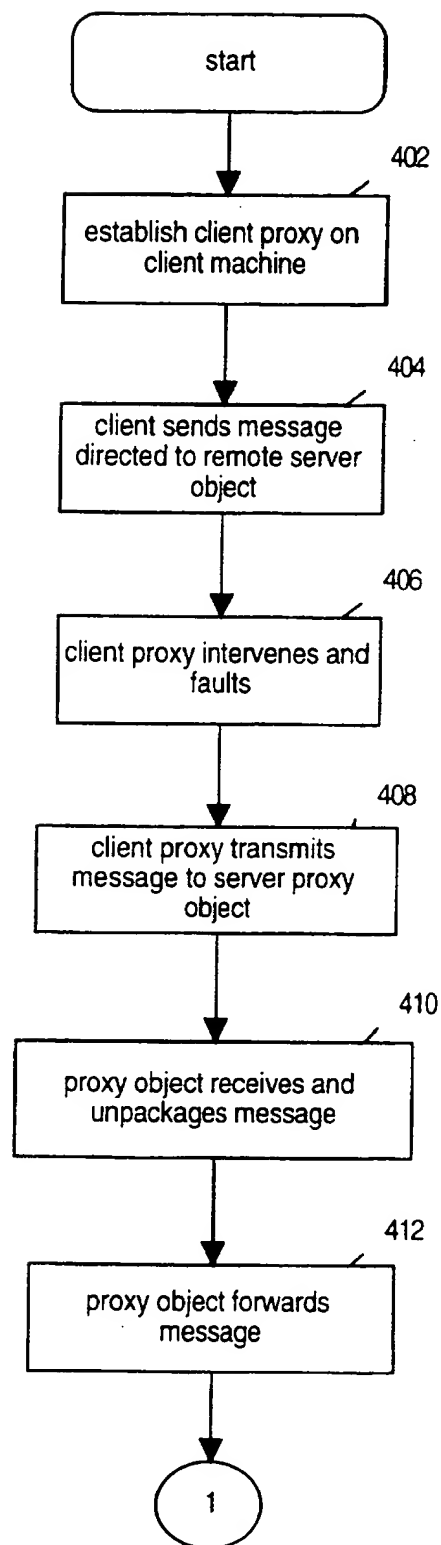 start
402
establish client proxy on
client machine
404
client sends message
directed to remote server
object
406
client proxy intervenes and
faults
408
client proxy transmits
message to server proxy
object
410
proxy object receives and
unpackages message
412
proxy object forwards
message
1